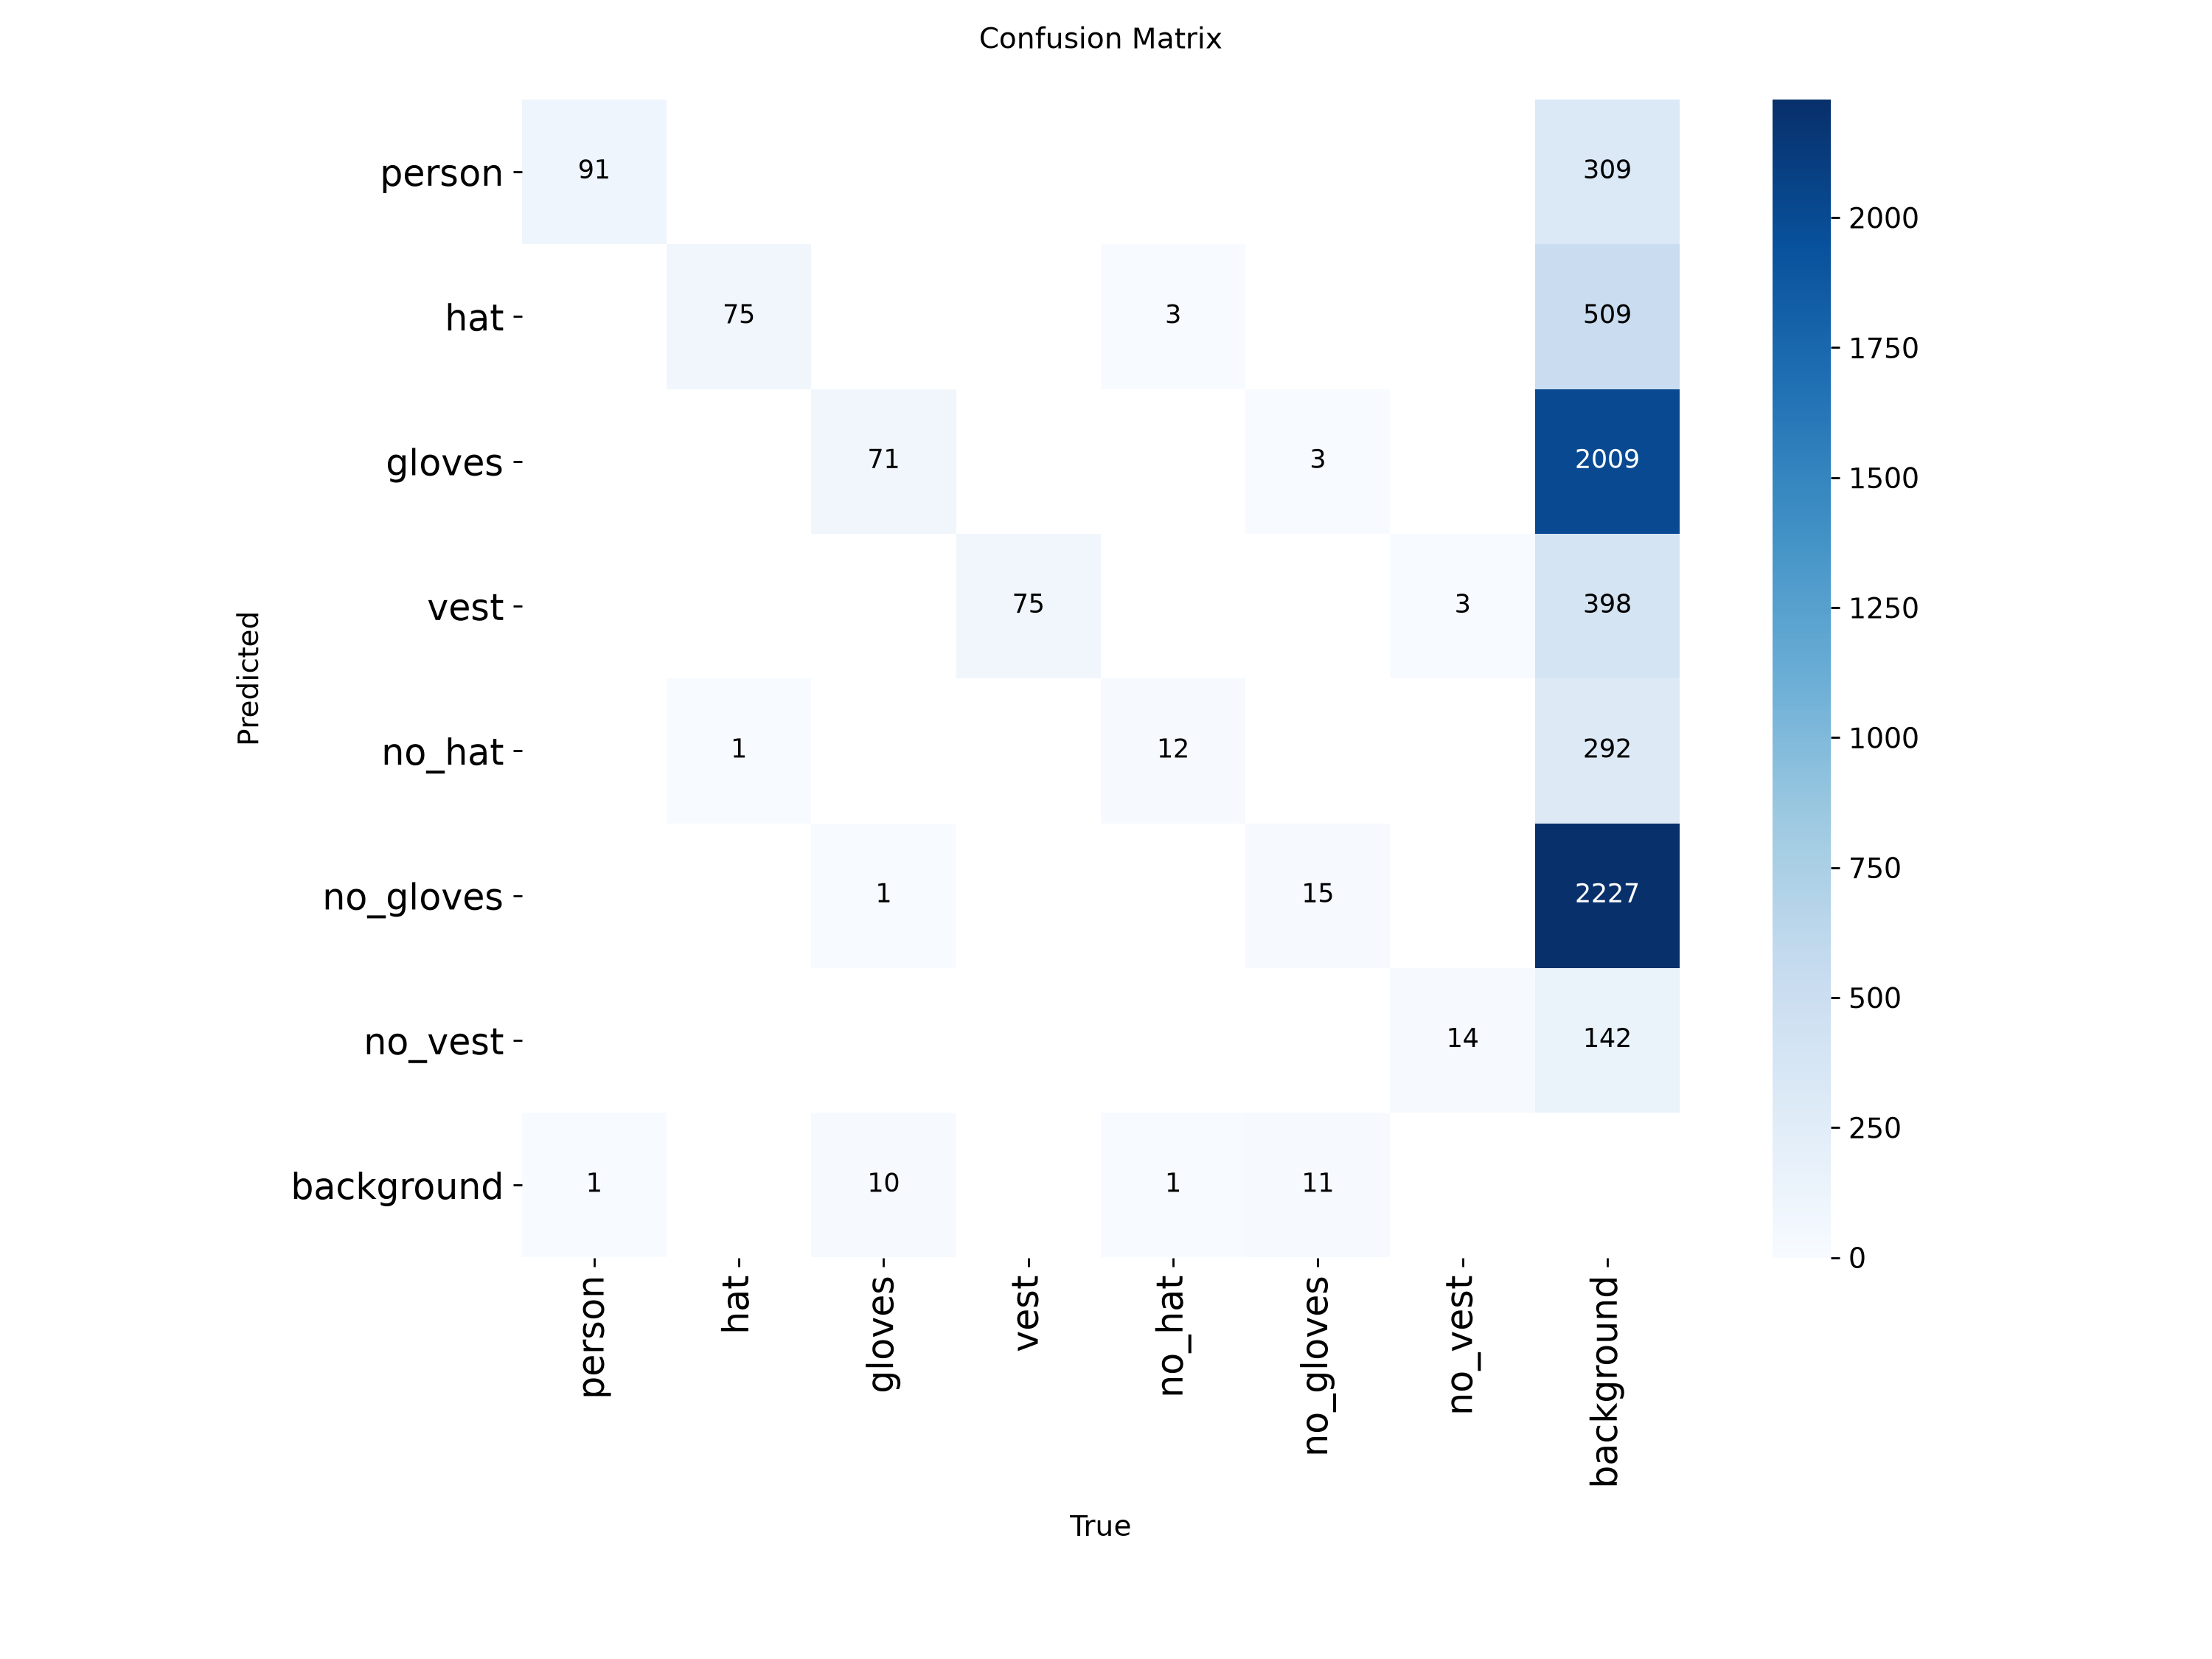 Confusion Matrix
person 91 309
hat 75 3 509
gloves 71 3 2009
vest 75 3 398
no_hat 1 12 292
no_gloves 1 15 2227
no_vest 14 142
background 1 10 1 11
Predicted
person hat gloves vest no_hat no_gloves no_vest background
True
2000
1750
1500
1250
1000
750
500
250
0